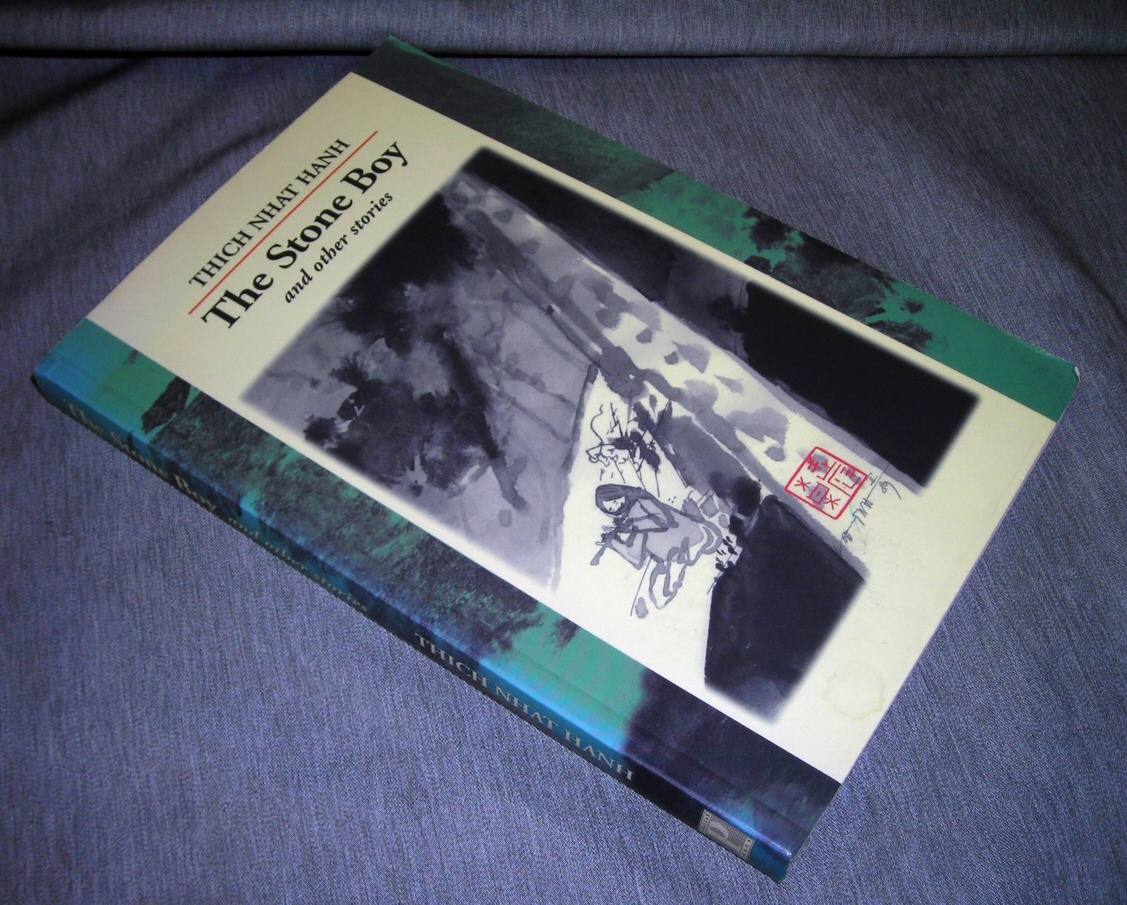 THICH NHAT HANH
The Stone Boy
and other stories
The Stone Boy and other stories
THICH NHAT HANH